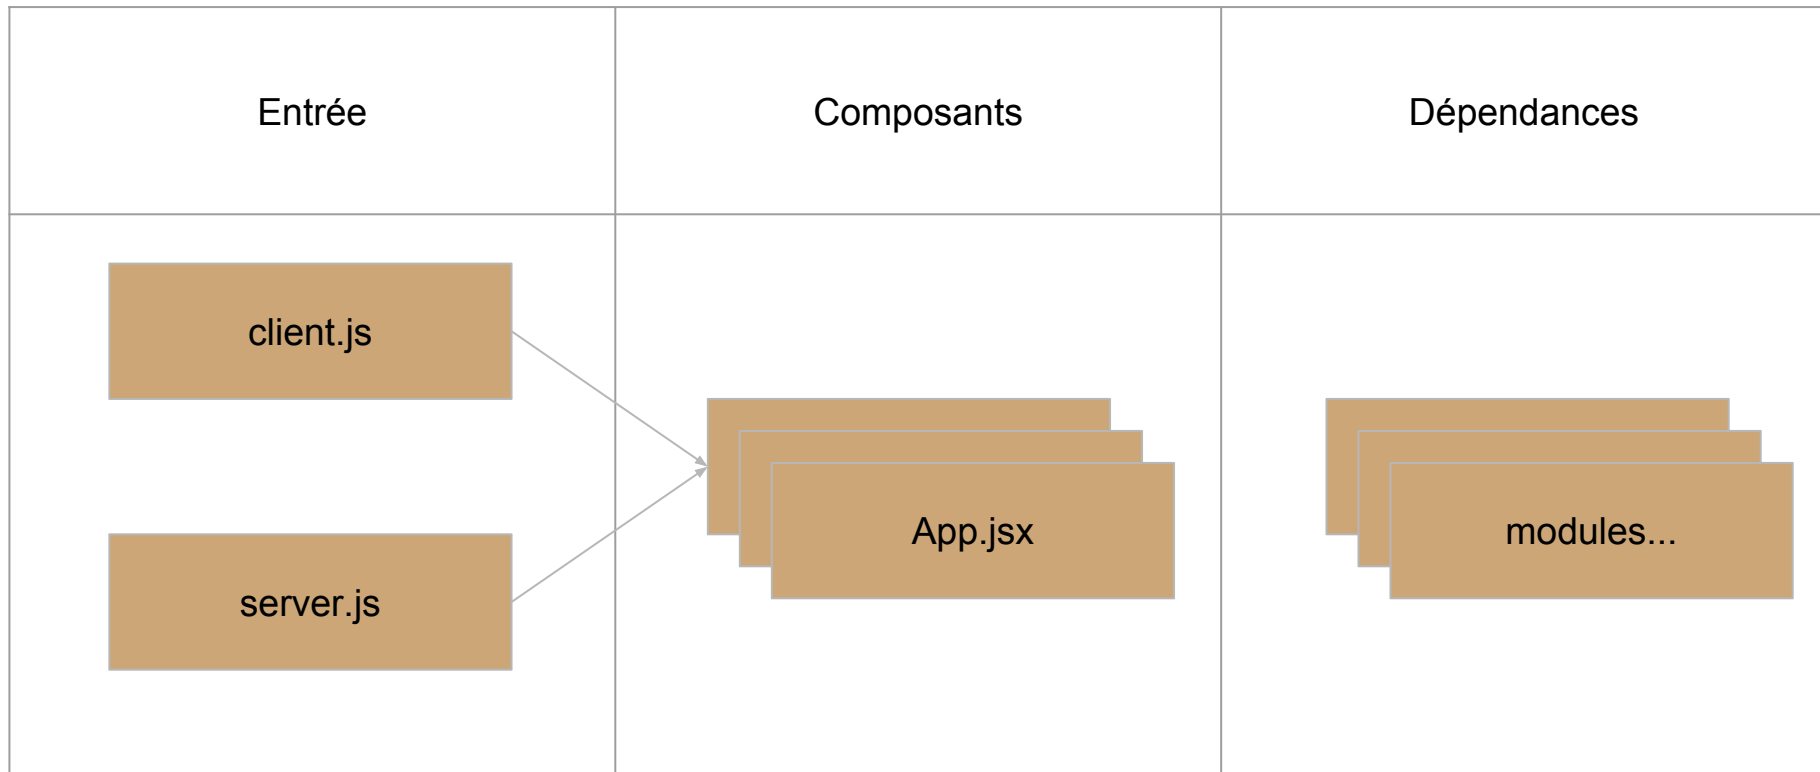 Entrée
Composants
Dépendances
client.js
server.js
App.jsx
modules...